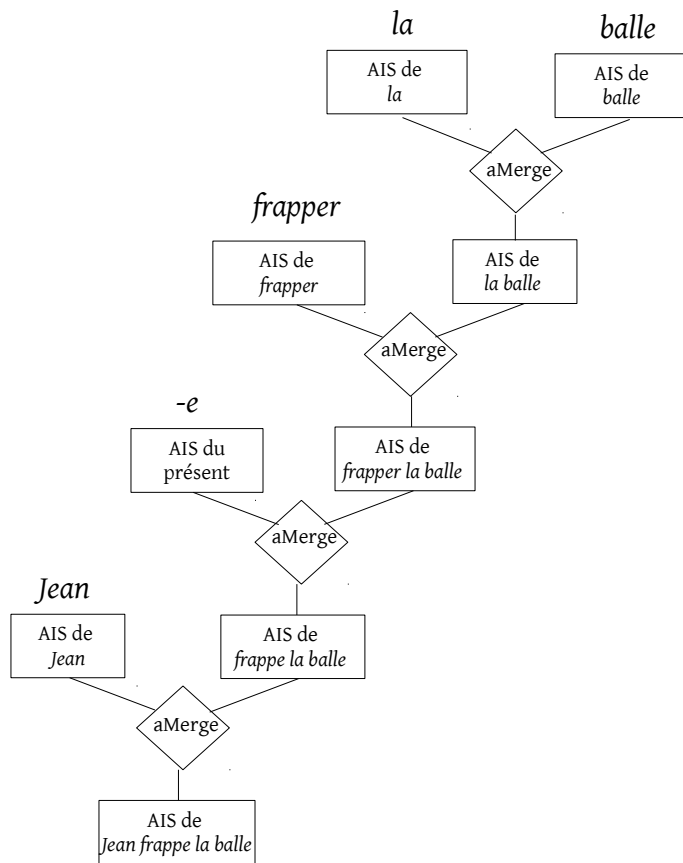 la
balle
AIS de
la
AIS de
balle
aMerge
frapper
AIS de
frapper
AIS de
la balle
aMerge
-e
AIS du
présent
AIS de
frapper la balle
aMerge
Jean
AIS de
Jean
AIS de
frappe la balle
aMerge
AIS de
Jean frappe la balle